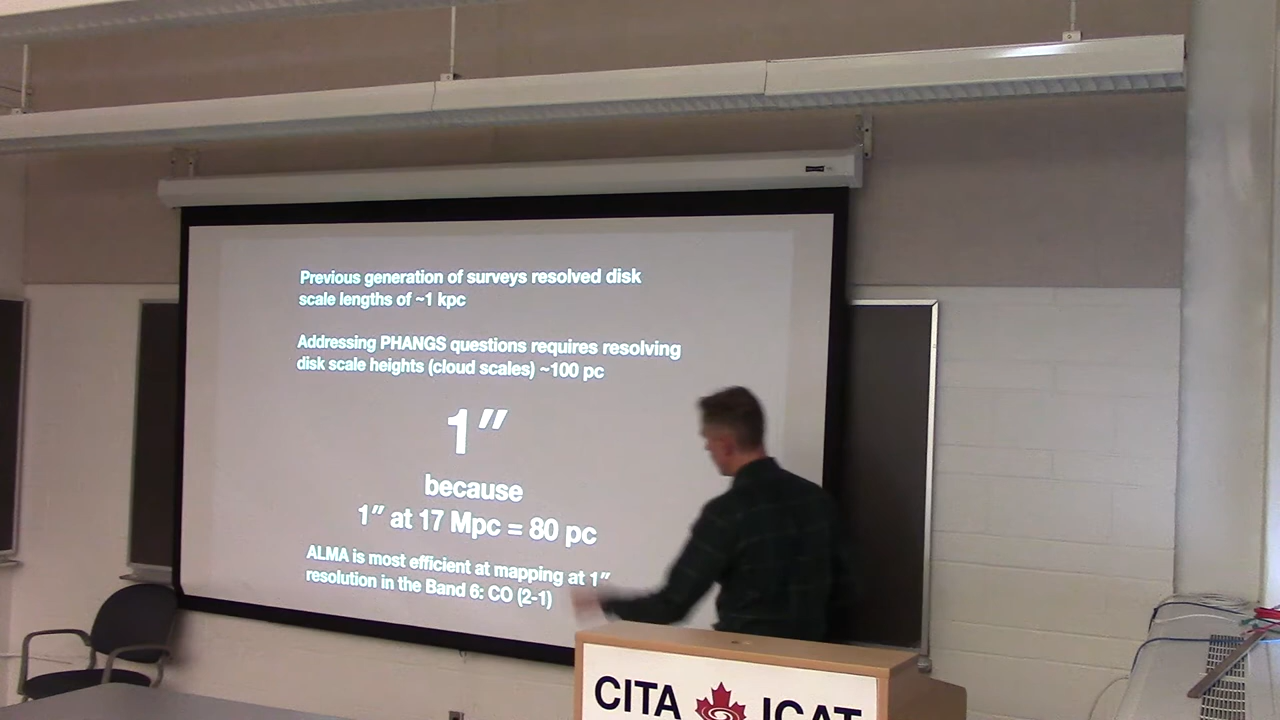 Previous generation of surveys resolved disk
scale lengths of ~1 kpc
Addressing PHANGS questions requires resolving
disk scale heights (cloud scales) ~100 pc
1″
because
1″ at 17 Mpc = 80 pc
ALMA is most efficient at mapping at 1″
resolution in the Band 6: CO (2-1)
CITA ICAT